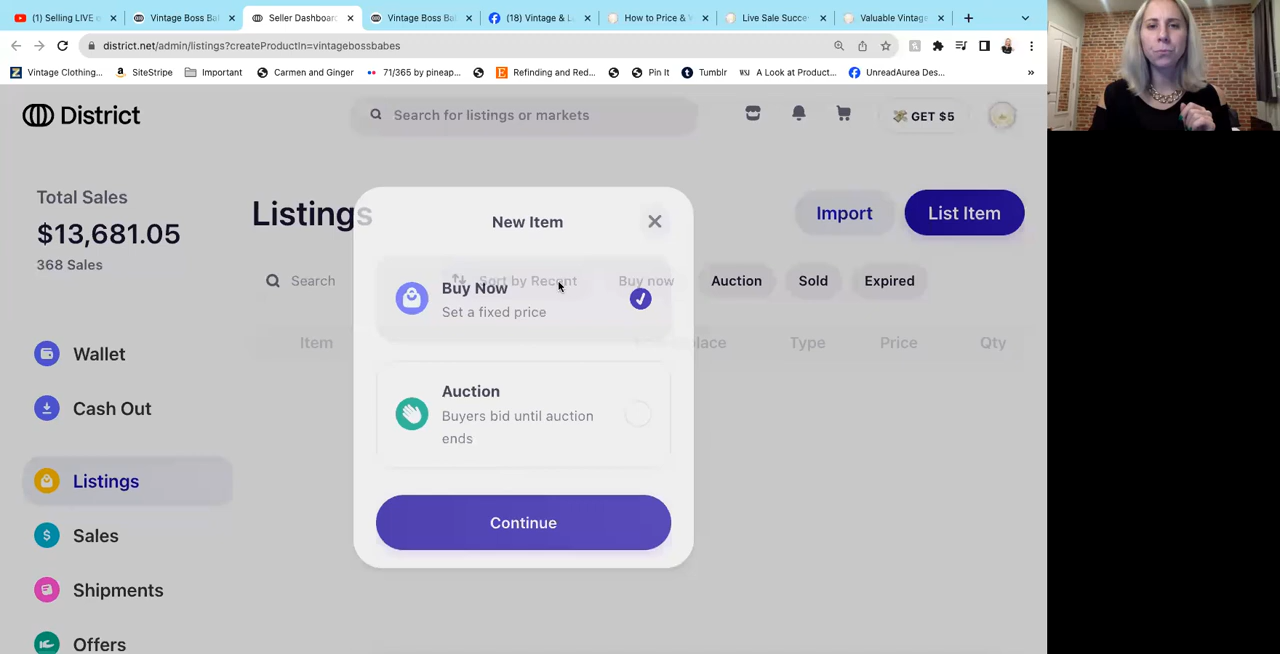 (1) Selling LIVE o
Vintage Boss Bal
Seller Dashboard
Vintage Boss Bal
(18) Vintage & L
How to Price &
Live Sale Succe
Valuable Vintage
district.net/admin/listings?createProductIn=vintagebossbabes
Vintage Clothing...
SiteStripe
Important
Carmen and Ginger
71/365 by pineap...
Refinding and Red...
Pin It
Tumblr
A Look at Product...
UnreadAurea Des...
District
Search for listings or markets
GET $5
Total Sales
$13,681.05
368 Sales
Listings
Import
List Item
Search
Sort by Recent
Buy now
Auction
Sold
Expired
Item
Type
Price
Qty
New Item
Buy Now
Set a fixed price
Auction
Buyers bid until auction
ends
Continue
Wallet
Cash Out
Listings
Sales
Shipments
Offers